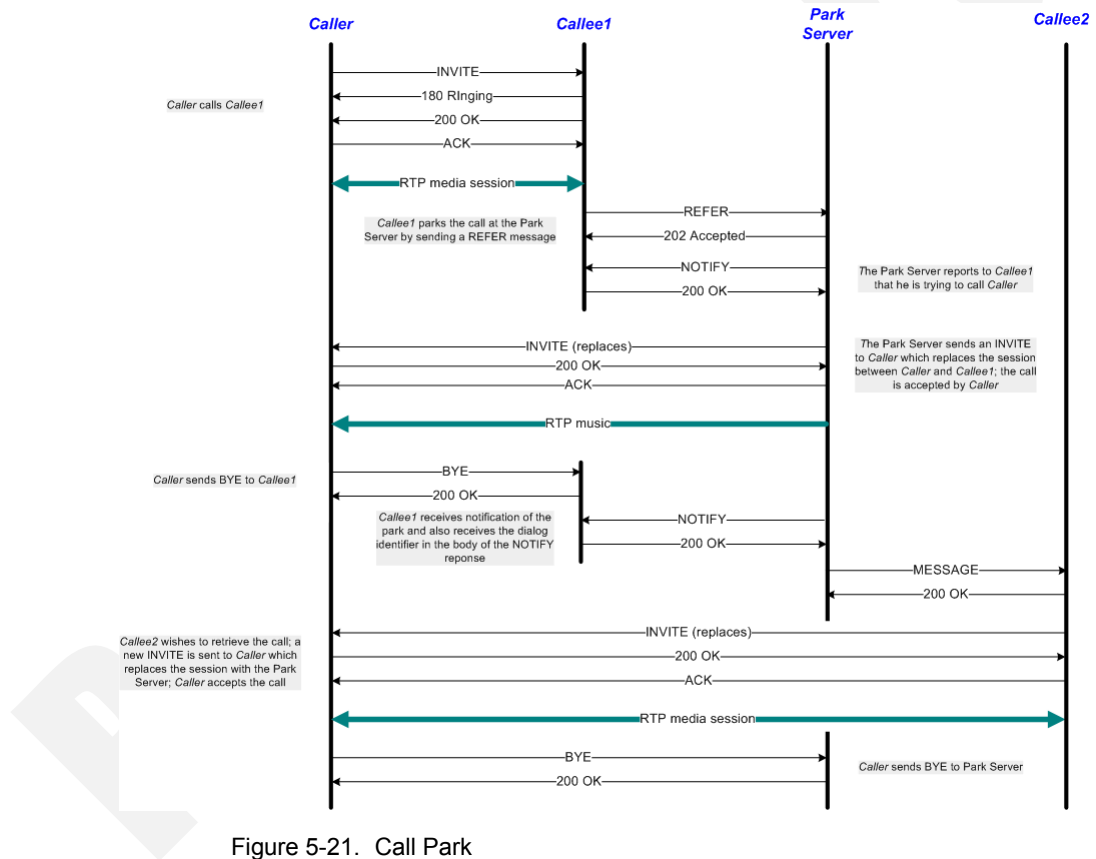 Caller
Callee1
Park
Server
Callee2
INVITE
180 RInging
Caller calls Callee1
200 OK
ACK
RTP media session
REFER
Callee1 parks the call at the Park
Server by sending a REFER message
202 Accepted
NOTIFY
The Park Server reports to Callee1
that he is trying to call Caller
200 OK
INVITE (replaces)
The Park Server sends an INVITE
to Caller which replaces the session
between Caller and Callee1; the call
is accepted by Caller
200 OK
ACK
RTP music
BYE
Caller sends BYE to Callee1
200 OK
Callee1 receives notification of the
park and also receives the dialog
identifier in the body of the NOTIFY
reponse
NOTIFY
200 OK
MESSAGE
200 OK
INVITE (replaces)
Callee2 wishes to retrieve the call; a
new INVITE is sent to Caller which
replaces the session with the Park
Server; Caller accepts the call
200 OK
ACK
RTP media session
BYE
Caller sends BYE to Park Server
200 OK
Figure 5-21. Call Park